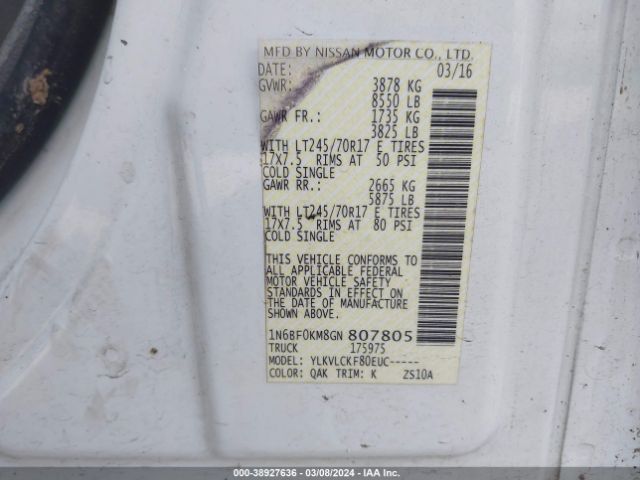 MFD BY NISSAN MOTOR CO., LTD.
DATE: 03/16
GVWR: 3878 KG
8550 LB
GAWR FR.: 1735 KG
3825 LB
WITH LT245/70R17 E TIRES
17X7.5 RIMS AT 50 PSI
COLD SINGLE
GAWR RR.: 2665 KG
5875 LB
WITH LT245/70R17 E TIRES
17X7.5 RIMS AT 80 PSI
COLD SINGLE
THIS VEHICLE CONFORMS TO
ALL APPLICABLE FEDERAL
MOTOR VEHICLE SAFETY
STANDARDS IN EFFECT ON
THE DATE OF MANUFACTURE
SHOWN ABOVE.
1N6BF0KM8GN 807805
TRUCK 175975
MODEL: YLKVLCKF80EUC-----
COLOR: QAK TRIM: K ZS10A
000-38927636 - 03/08/2024 - IAA Inc.